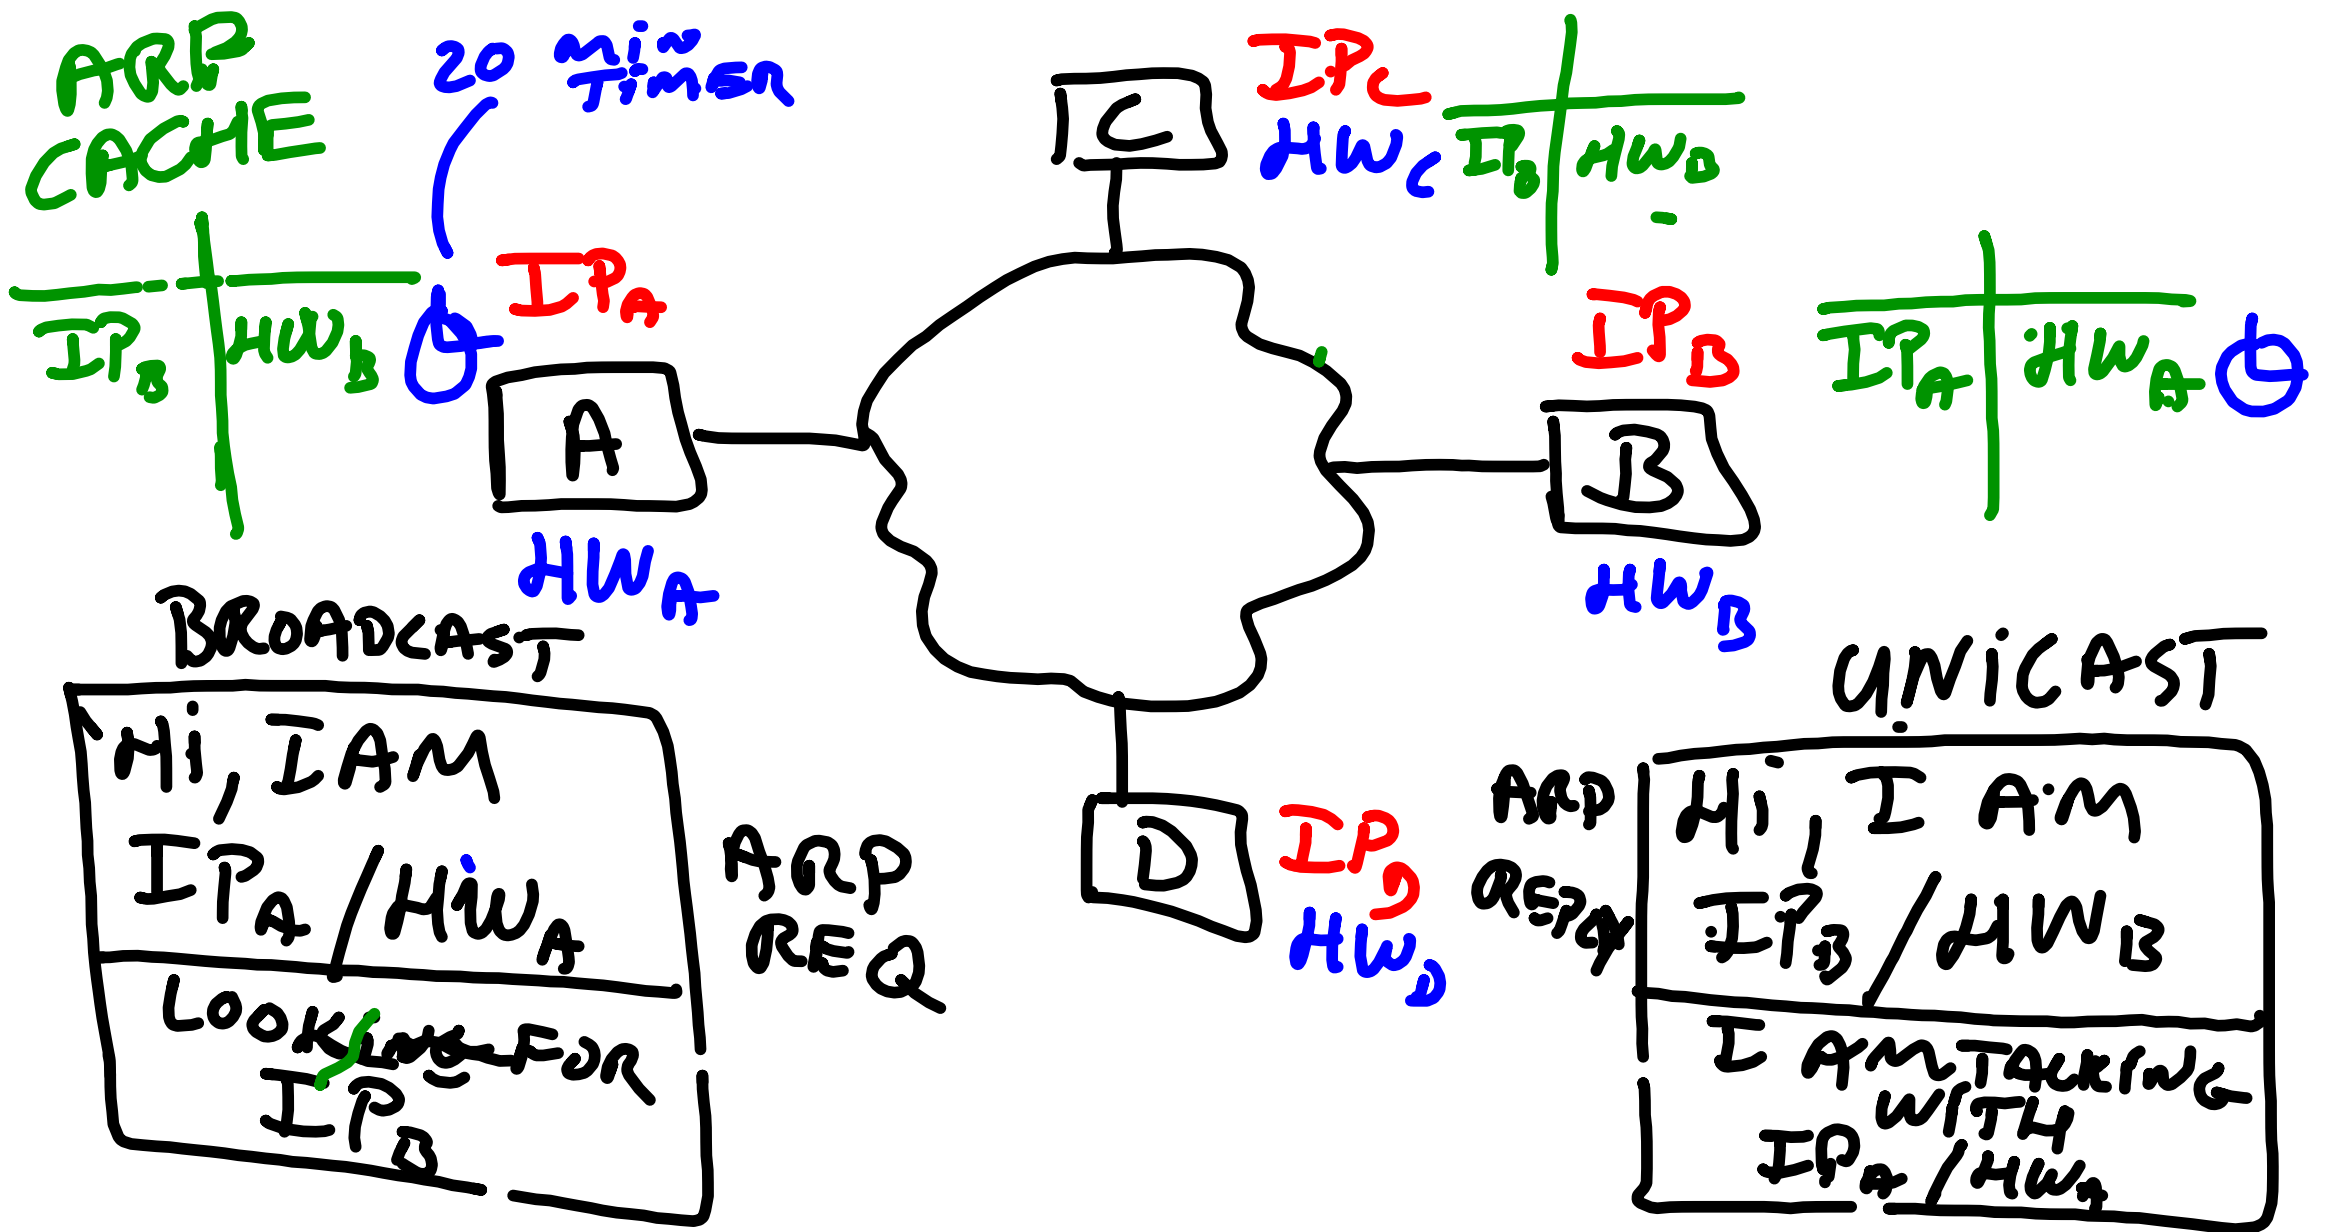 ARP
CACHE
20 min
TIMER
IPB
HWB
IPA
A
HWA
C
IPC
HWC
IPB
HWB
IPB
B
HWB
IPA
HWA
D
IPD
HWD
BROADCAST
Hi, I AM
IPA/HWA
LOOKING FOR
IPB
ARP
REQ
UNiCAST
ARP
REPLY
Hi, I AM
IPB/HWB
I AM TALKING
WITH
IPA/HWA